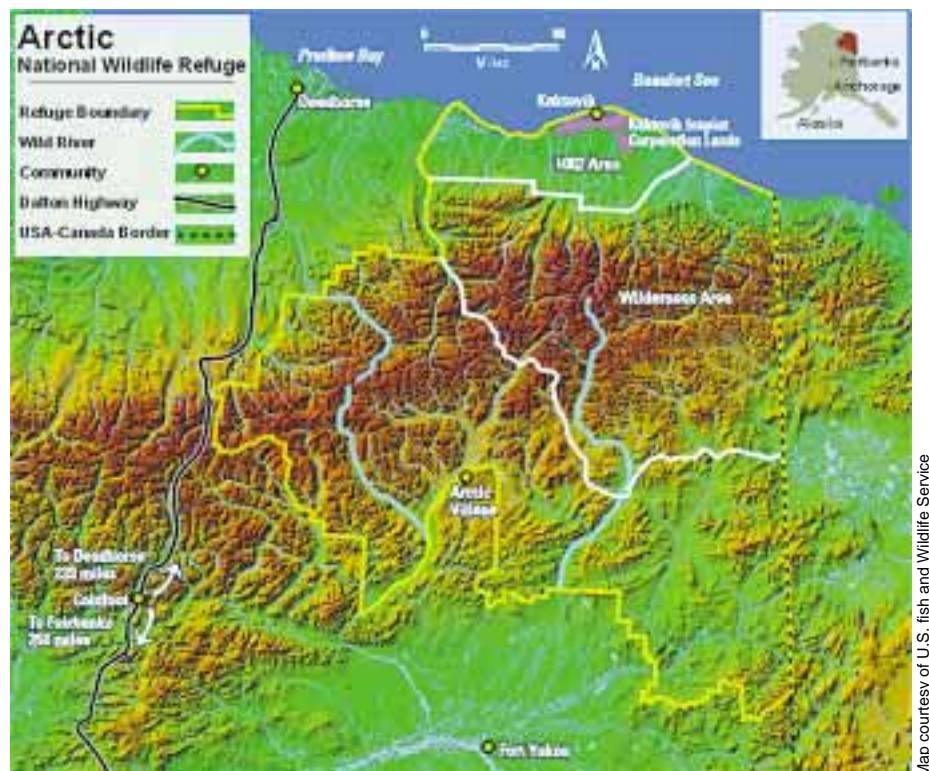 Arctic
National Wildlife Refuge
Refuge Boundary
Wild River
Community
Dalton Highway
USA-Canada Border
Prudhoe Bay
Deadhorse
Miles
N
Beaufort Sea
Kaktovik
Kaktovik Inupiat
Corporation Lands
1002 Area
Fairbanks
Anchorage
Alaska
Wilderness Area
Arctic
Village
To Deadhorse
Coldfoot
To Fairbanks
Fort Yukon
Map courtesy of U.S. fish and Wildlife Service